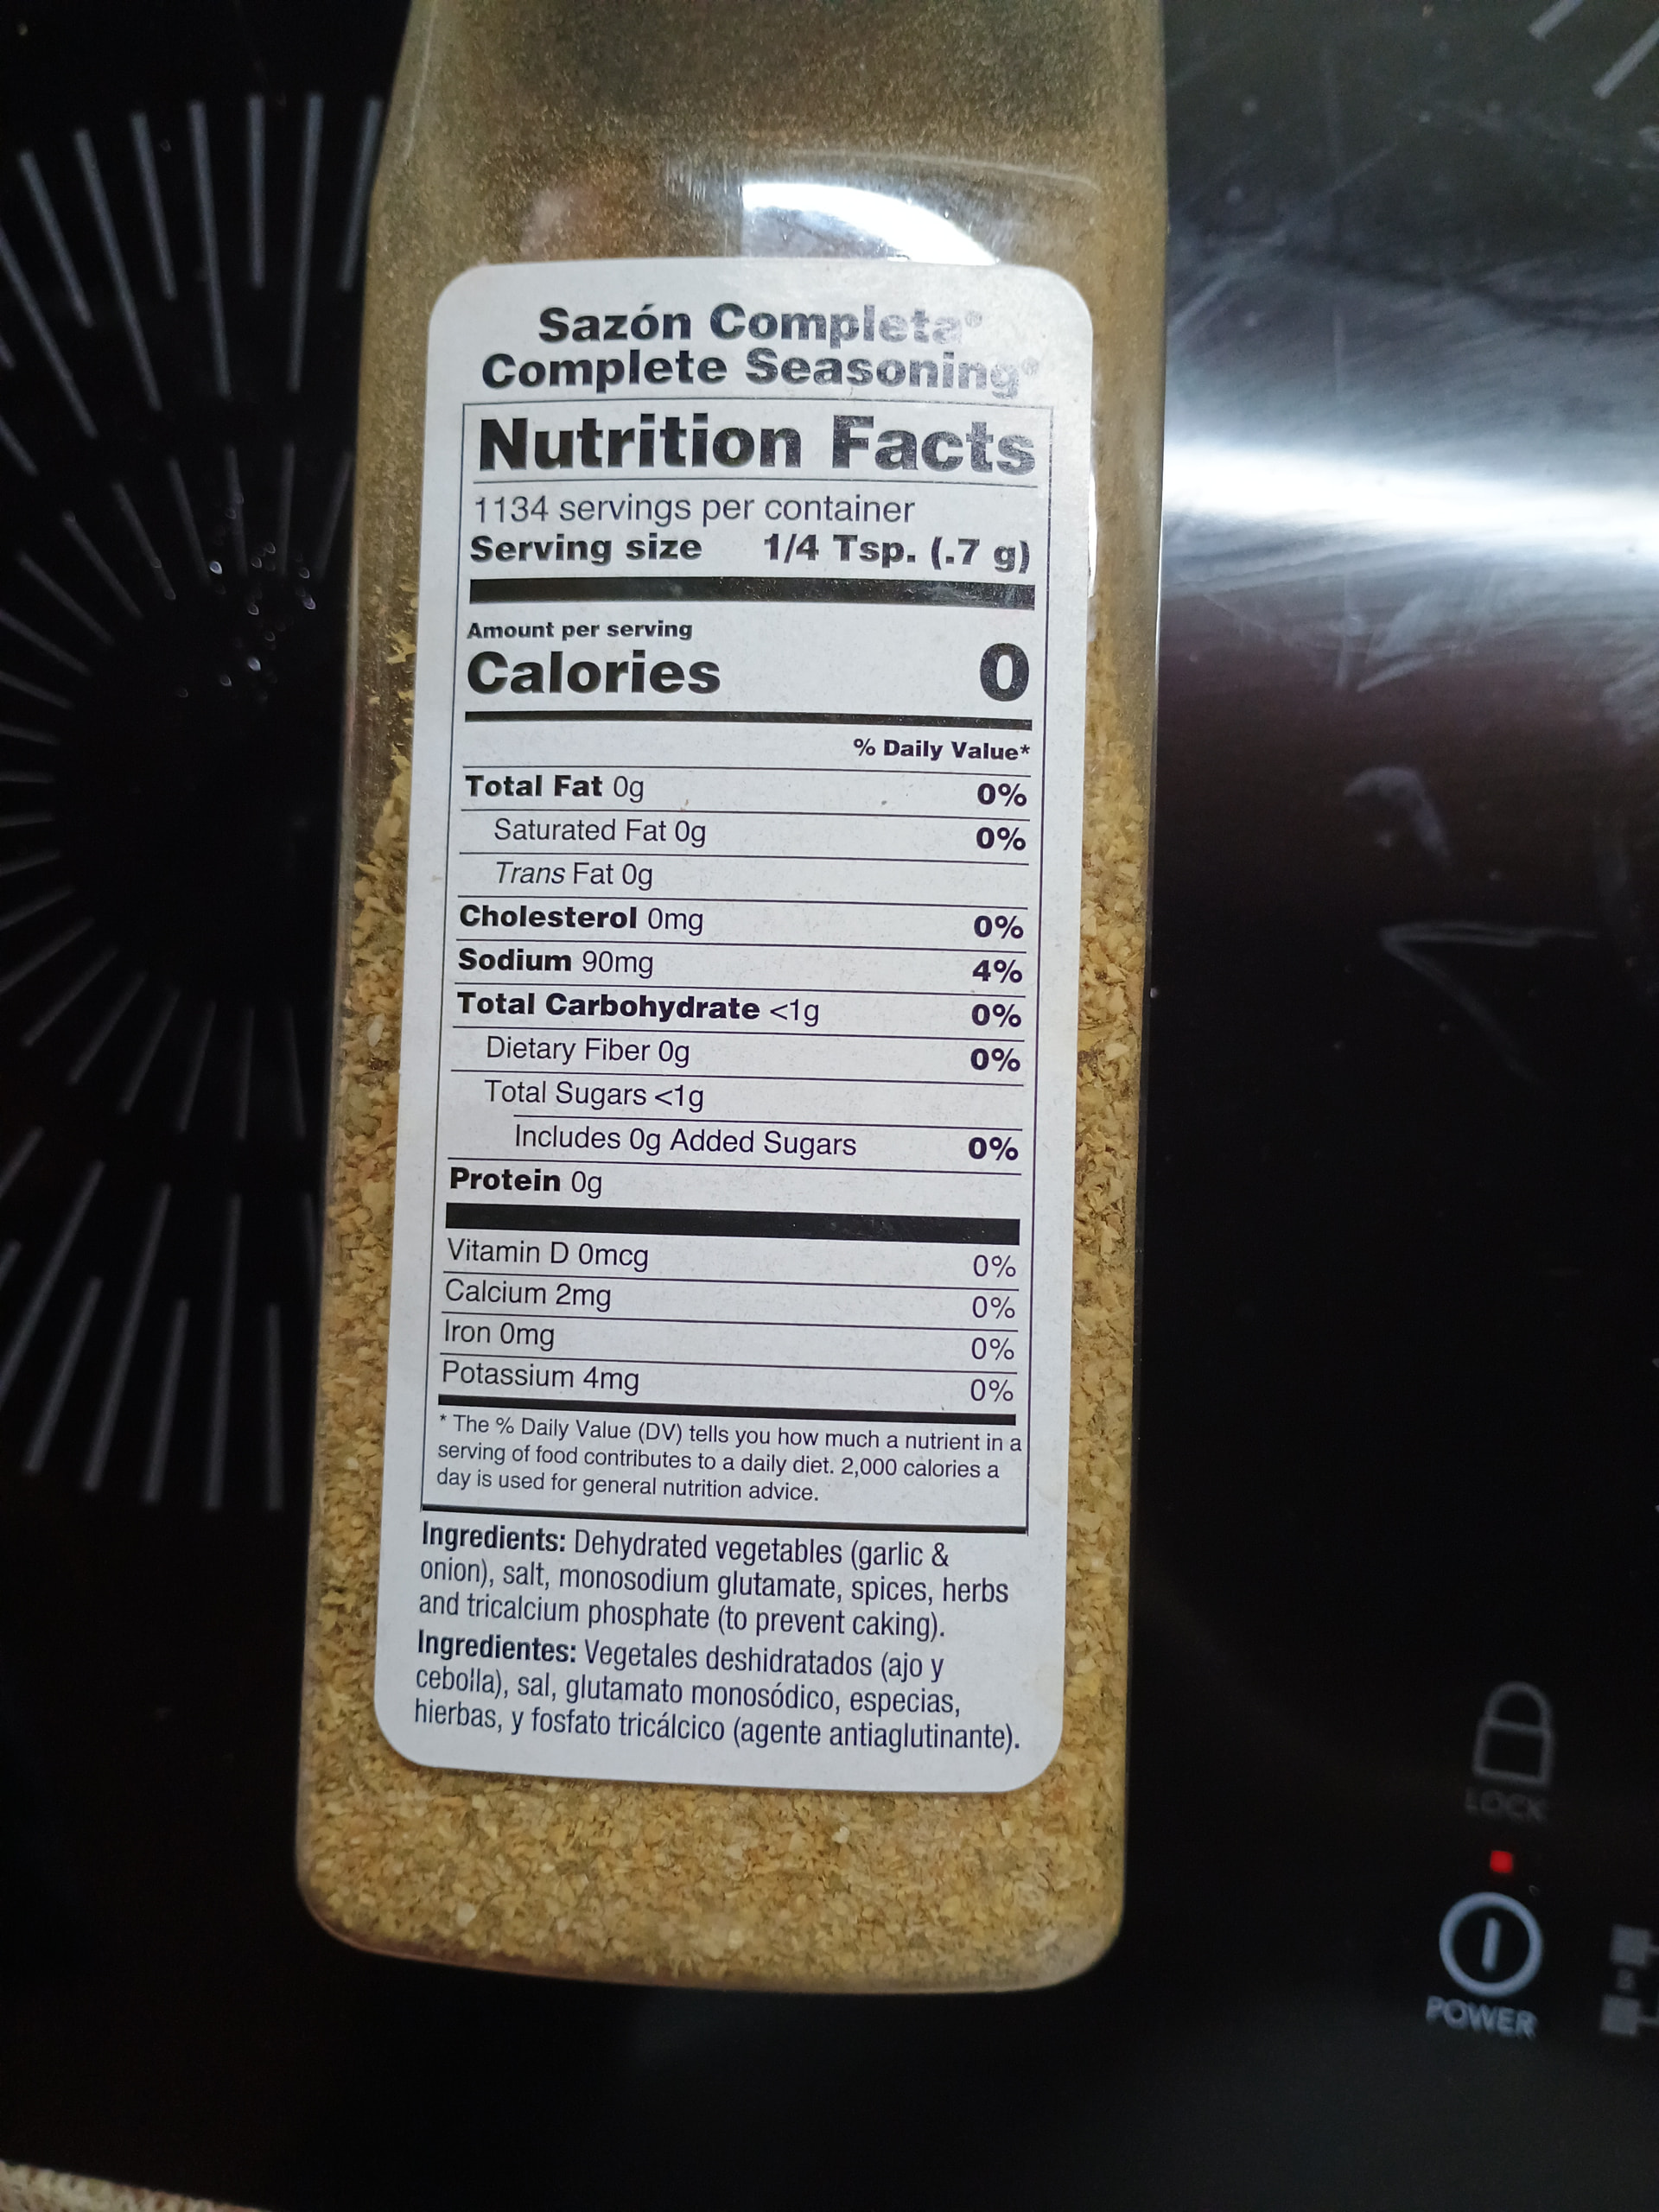 Sazón Completa®
Complete Seasoning®
Nutrition Facts
1134 servings per container
Serving size 1/4 Tsp. (.7 g)
Amount per serving
Calories 0
% Daily Value*
Total Fat 0g 0%
Saturated Fat 0g 0%
Trans Fat 0g
Cholesterol 0mg 0%
Sodium 90mg 4%
Total Carbohydrate <1g 0%
Dietary Fiber 0g 0%
Total Sugars <1g
Includes 0g Added Sugars 0%
Protein 0g
Vitamin D 0mcg 0%
Calcium 2mg 0%
Iron 0mg 0%
Potassium 4mg 0%
* The % Daily Value (DV) tells you how much a nutrient in a
serving of food contributes to a daily diet. 2,000 calories a
day is used for general nutrition advice.
Ingredients: Dehydrated vegetables (garlic &
onion), salt, monosodium glutamate, spices, herbs
and tricalcium phosphate (to prevent caking).
Ingredientes: Vegetales deshidratados (ajo y
cebolla), sal, glutamato monosódico, especias,
hierbas, y fosfato tricálcico (agente antiaglutinante).
LOCK
POWER